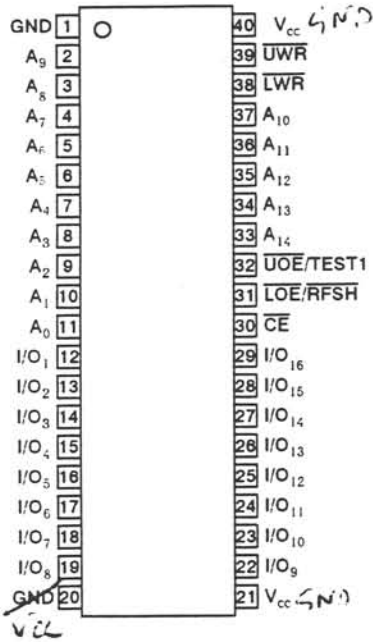 GND 1 40 Vcc GND
A9 2 39 UWR
A8 3 38 LWR
A7 4 37 A10
A6 5 36 A11
A5 6 35 A12
A4 7 34 A13
A3 8 33 A14
A2 9 32 UOE/TEST1
A1 10 31 LOE/RFSH
A0 11 30 CE
I/O1 12 29 I/O16
I/O2 13 28 I/O15
I/O3 14 27 I/O14
I/O4 15 26 I/O13
I/O5 16 25 I/O12
I/O6 17 24 I/O11
I/O7 18 23 I/O10
I/O8 19 22 I/O9
GND 20 21 Vcc GND
VCC